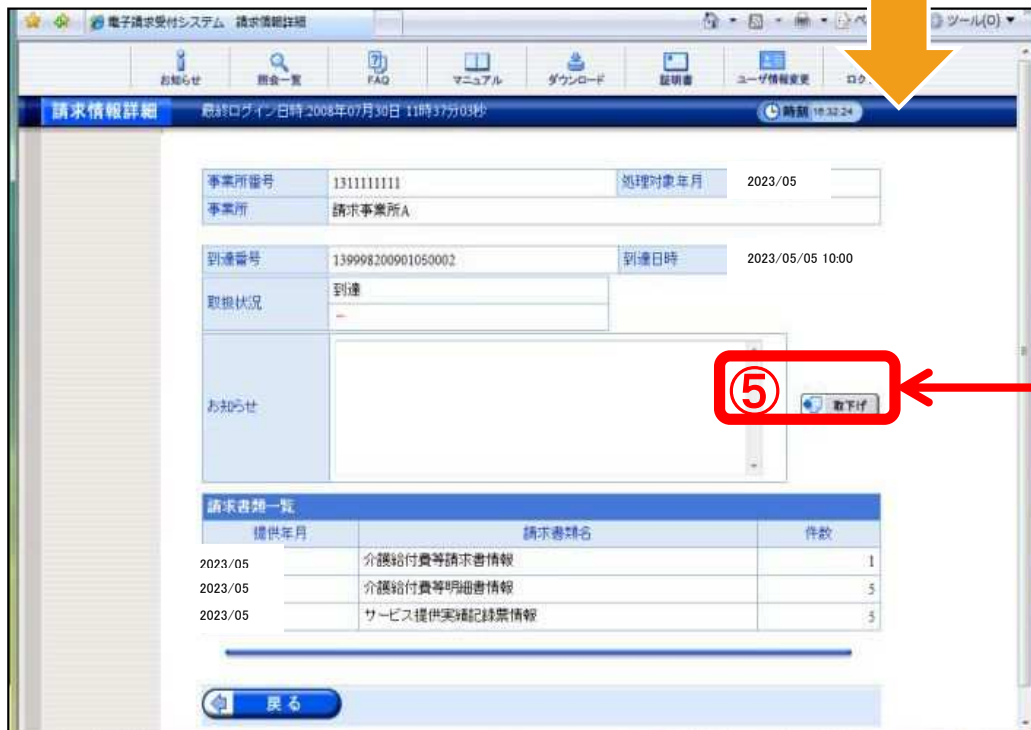 電子請求受付システム 請求情報詳細
ツール(O)
お知らせ 照会一覧 FAQ マニュアル ダウンロード 証明書 ユーザ情報変更
請求情報詳細 最終ログイン日時 2008年07月30日 11時37分03秒 時刻 18:32:24
事業所番号 1311111111 処理対象年月 2023/05
事業所 請求事業所A
到達番号 139998200901050002 到達日時 2023/05/05 10:00
取扱状況 到達
－
お知らせ ⑤ 取下げ
請求書類一覧
提供年月 請求書類名 件数
2023/05 介護給付費等請求書情報 1
2023/05 介護給付費等明細書情報 5
2023/05 サービス提供実績記録票情報 5
戻る